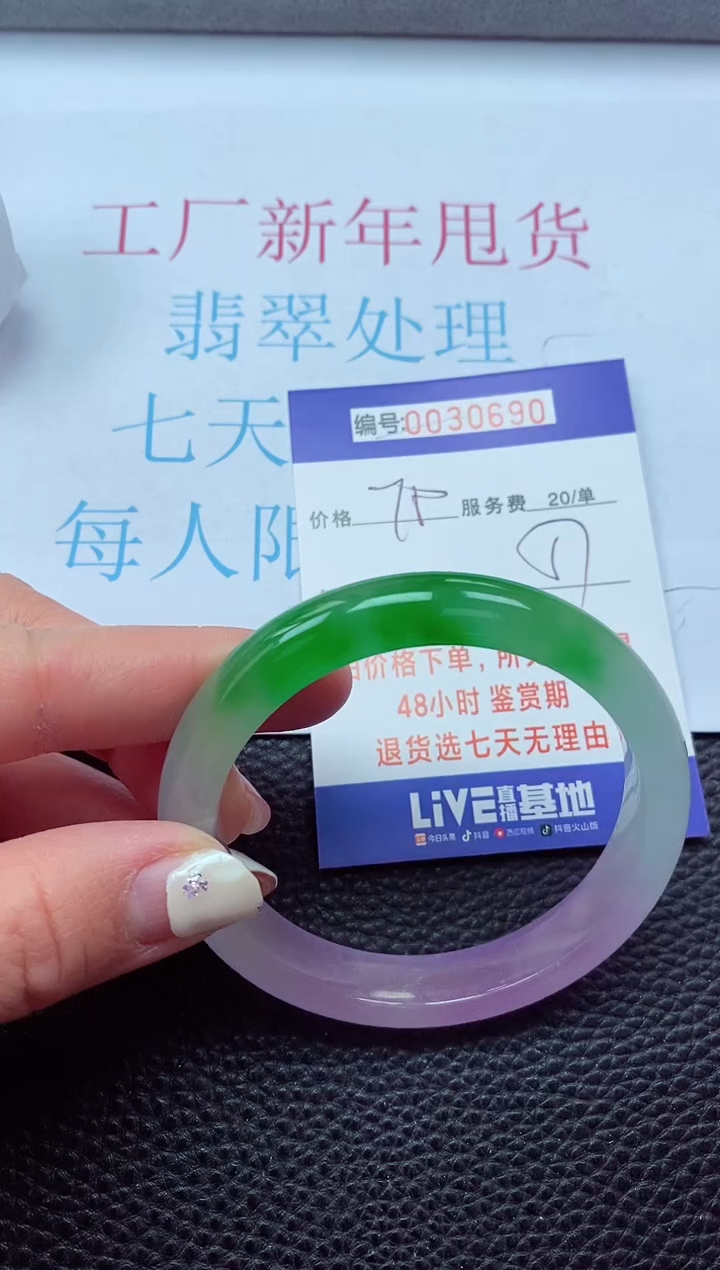 工厂新年甩货
翡翠处理
七天
每人限
编号:0030690
价格 服务费 20/单
价格下单，所
48小时 鉴赏期
退货选七天无理由
LiVE直播基地
今日头条 抖音 西瓜视频 抖音火山版